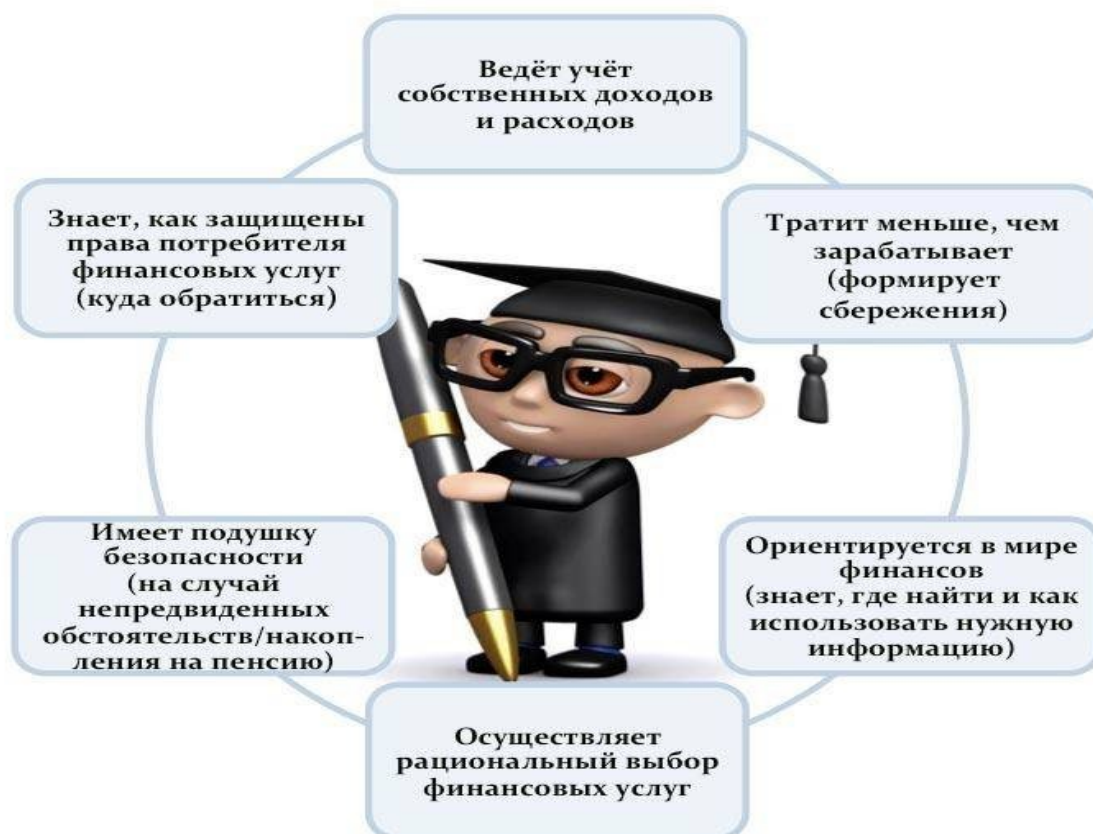 Ведёт учёт
собственных доходов
и расходов
Знает, как защищены
права потребителя
финансовых услуг
(куда обратиться)
Тратит меньше, чем
зарабатывает
(формирует
сбережения)
Имеет подушку
безопасности
(на случай
непредвиденных
обстоятельств/накоп-
ления на пенсию)
Ориентируется в мире
финансов
(знает, где найти и как
использовать нужную
информацию)
Осуществляет
рациональный выбор
финансовых услуг